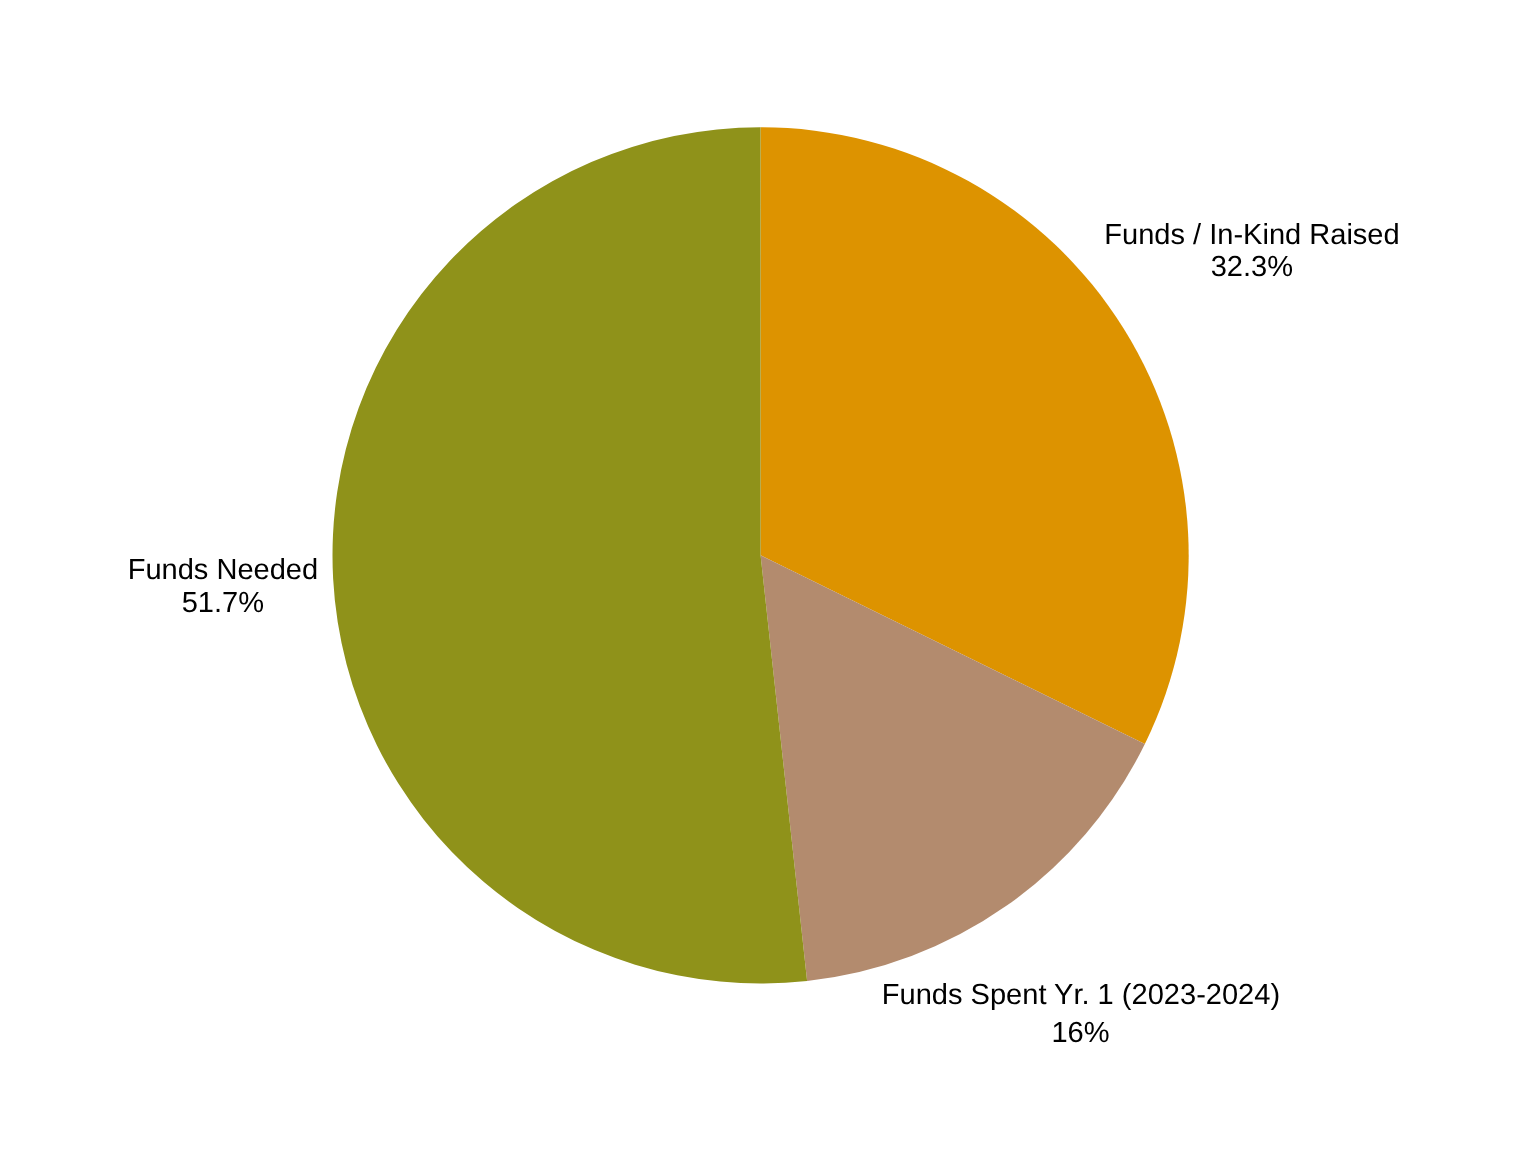 Funds / In-Kind Raised
32.3%
Funds Needed
51.7%
Funds Spent Yr. 1 (2023-2024)
16%